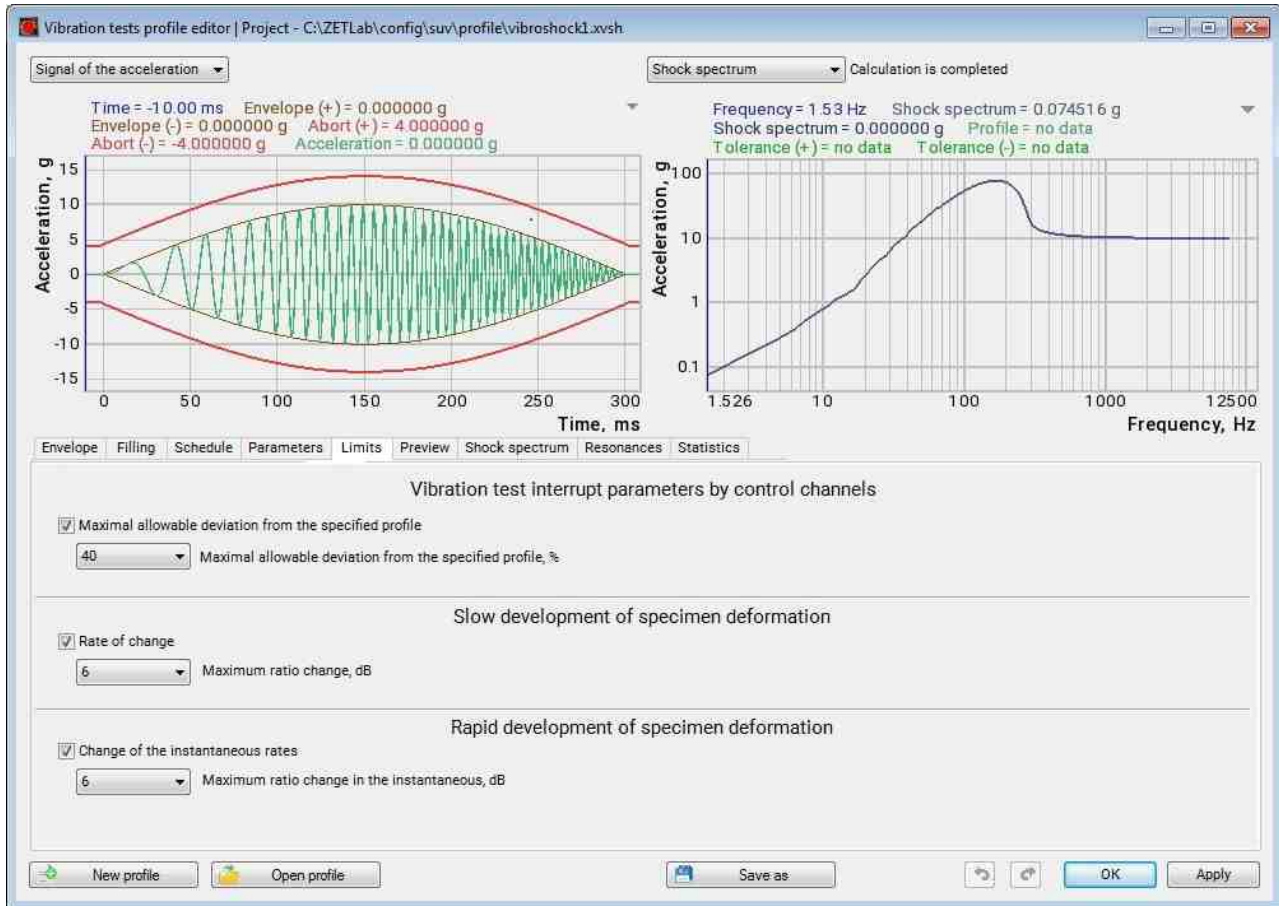 Vibration tests profile editor | Project - C:\ZETLab\config\suv\profile\vibroshock1.xvsh
Signal of the acceleration
Shock spectrum
Calculation is completed
Time = -10.00 ms Envelope (+) = 0.000000 g
Envelope (-) = 0.000000 g Abort (+) = 4.000000 g
Abort (-) = -4.000000 g Acceleration = 0.000000 g
Acceleration, g
15
10
5
0
-5
-10
-15
0 50 100 150 200 250 300
Time, ms
Frequency = 1.53 Hz Shock spectrum = 0.074516 g
Shock spectrum = 0.000000 g Profile = no data
Tolerance (+) = no data Tolerance (-) = no data
Acceleration, g
100
10
1
0.1
1.526 10 100 1000 12500
Frequency, Hz
Envelope Filling Schedule Parameters Limits Preview Shock spectrum Resonances Statistics
Vibration test interrupt parameters by control channels
Maximal allowable deviation from the specified profile
40 Maximal allowable deviation from the specified profile, %
Slow development of specimen deformation
Rate of change
6 Maximum ratio change, dB
Rapid development of specimen deformation
Change of the instantaneous rates
6 Maximum ratio change in the instantaneous, dB
New profile Open profile Save as OK Apply